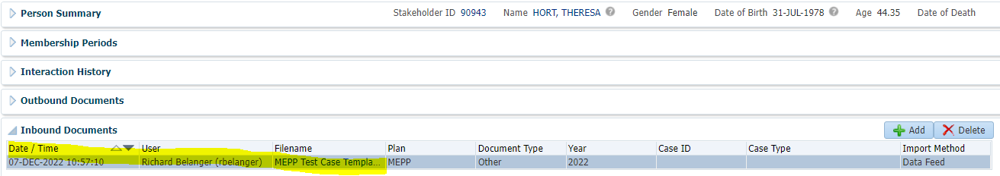 Person Summary Stakeholder ID 90943 Name HORT, THERESA Gender Female Date of Birth 31-JUL-1978 Age 44.35 Date of Death
Membership Periods
Interaction History
Outbound Documents
Inbound Documents Add Delete
Date / Time User Filename Plan Document Type Year Case ID Case Type Import Method
07-DEC-2022 10:57:10 Richard Belanger (rbelanger) MEPP Test Case Templa... MEPP Other 2022 Data Feed